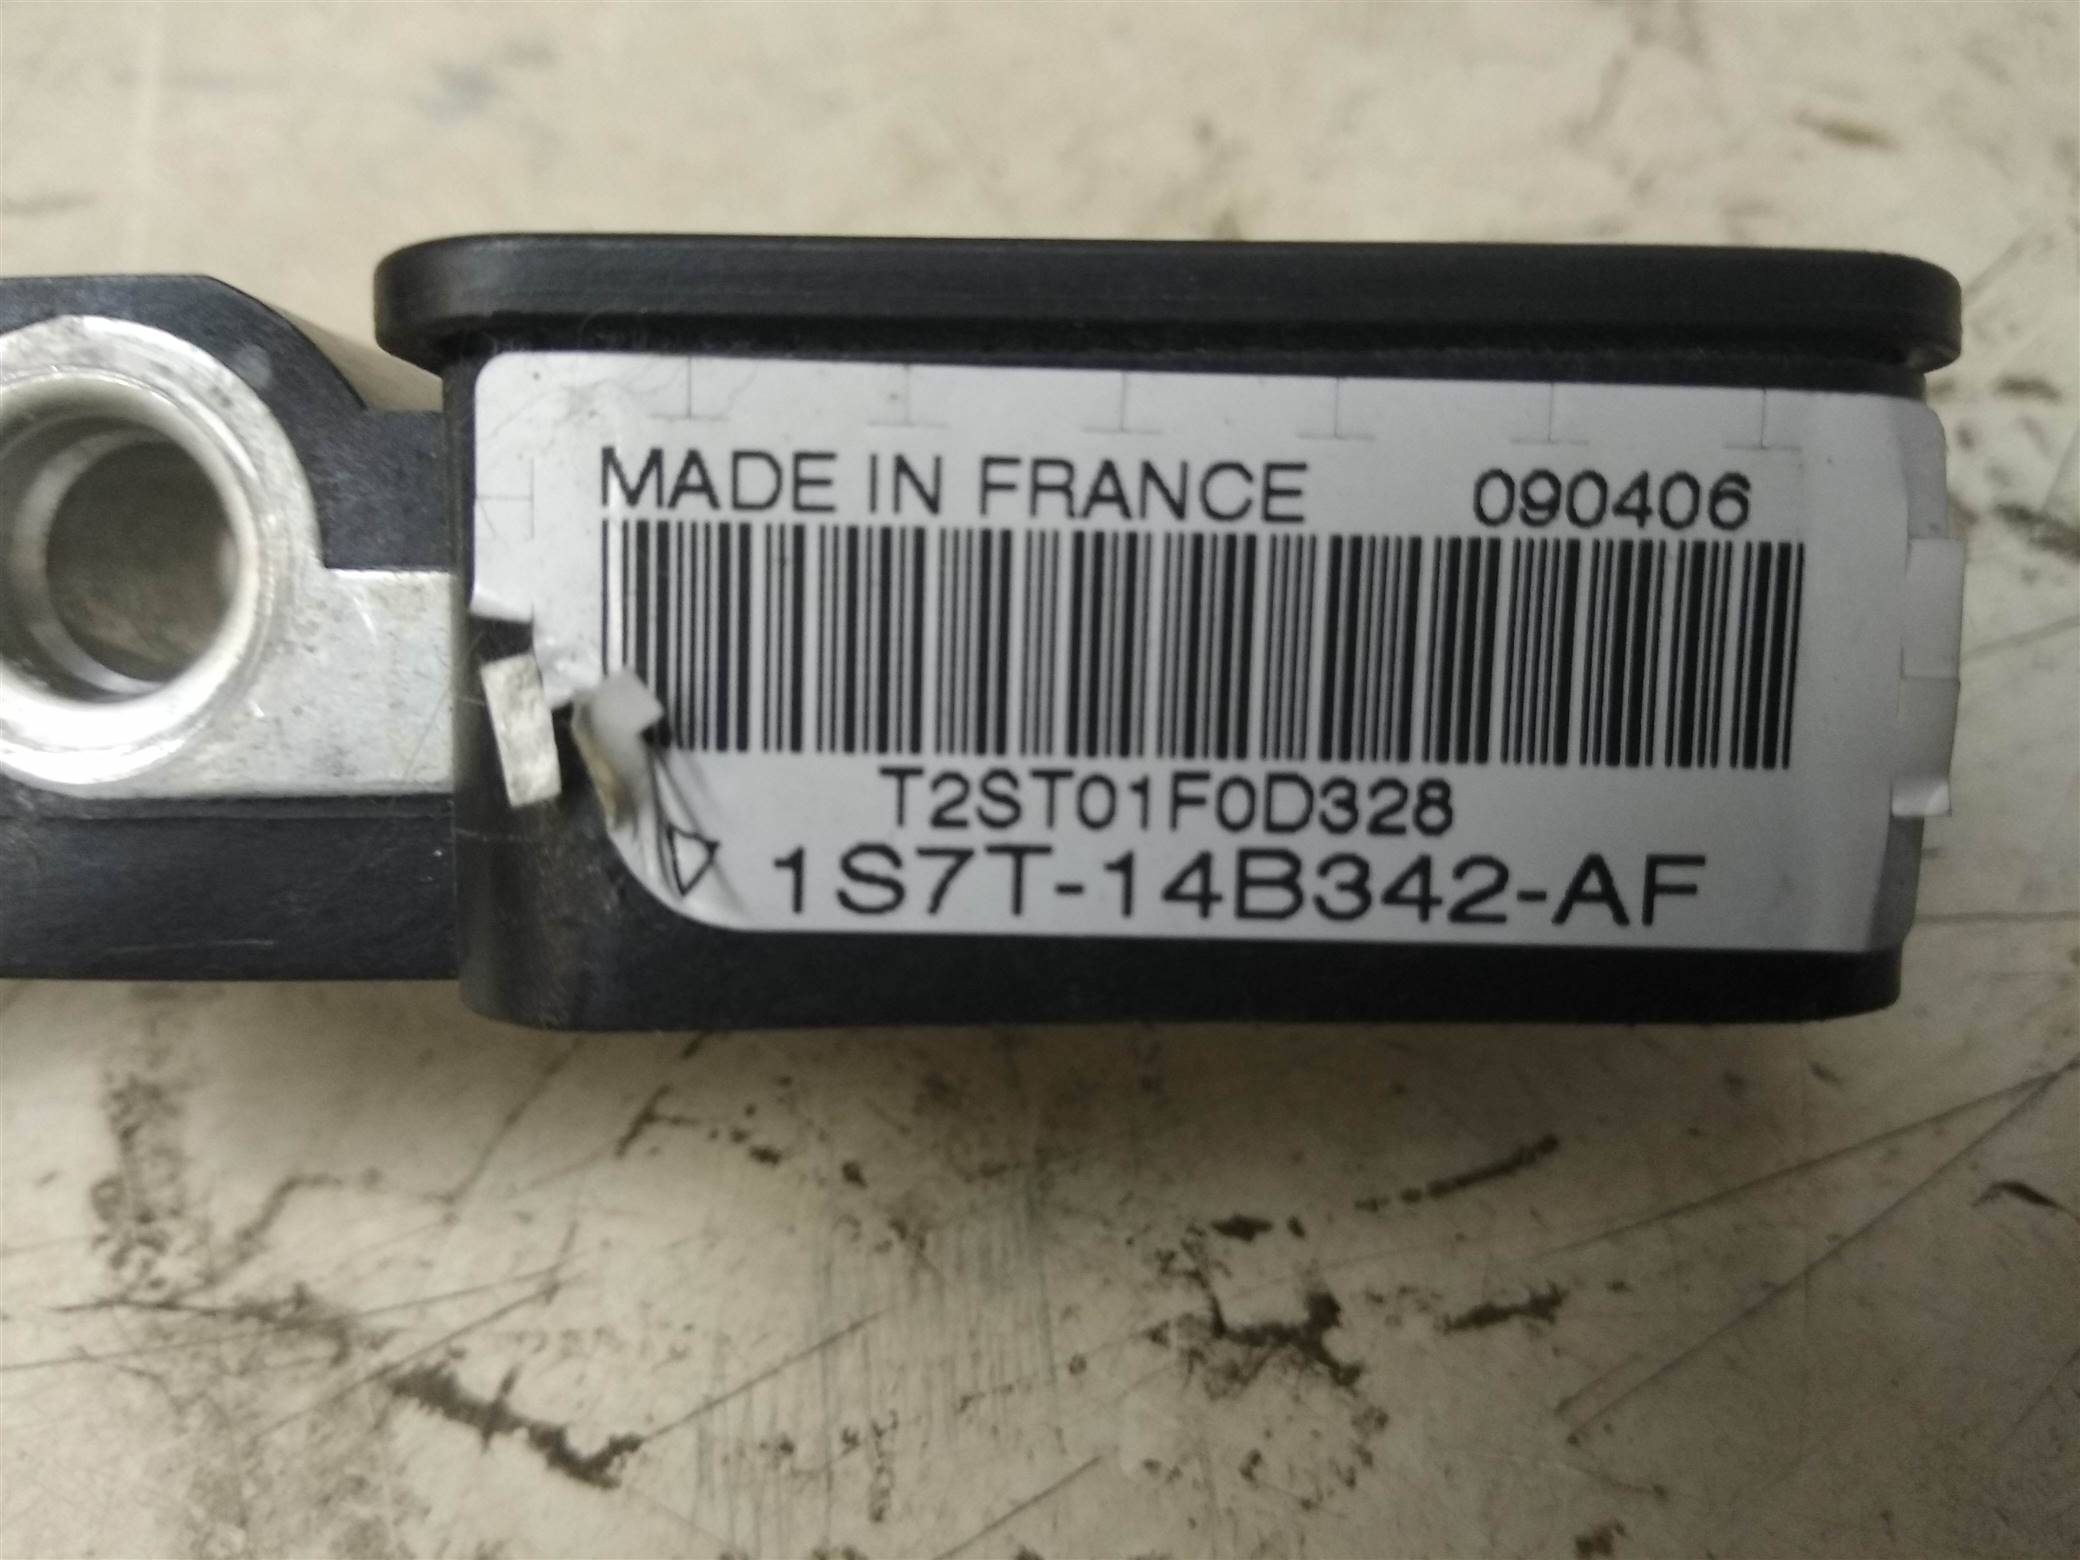 MADE IN FRANCE 090406
T2ST01F0D328
1S7T-14B342-AF